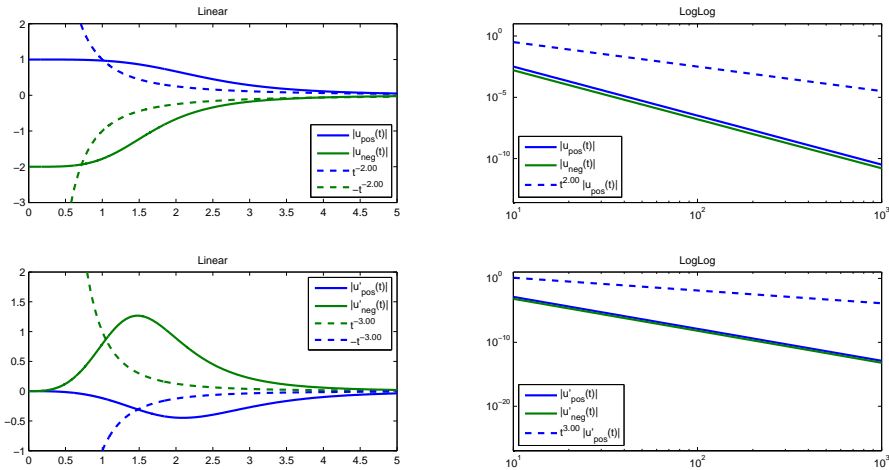 Linear
2
1
0
−1
−2
−3
0 0.5 1 1.5 2 2.5 3 3.5 4 4.5 5
|u_pos(t)|
|u_neg(t)|
t^−2.00
−t^−2.00
LogLog
10^0
10^−5
10^−10
10^1 10^2 10^3
|u_pos(t)|
|u_neg(t)|
t^2.00 |u_pos(t)|
Linear
2
1.5
1
0.5
0
−0.5
−1
0 0.5 1 1.5 2 2.5 3 3.5 4 4.5 5
|u'_pos(t)|
|u'_neg(t)|
t^−3.00
−t^−3.00
LogLog
10^0
10^−10
10^−20
10^1 10^2 10^3
|u'_pos(t)|
|u'_neg(t)|
t^3.00 |u'_pos(t)|